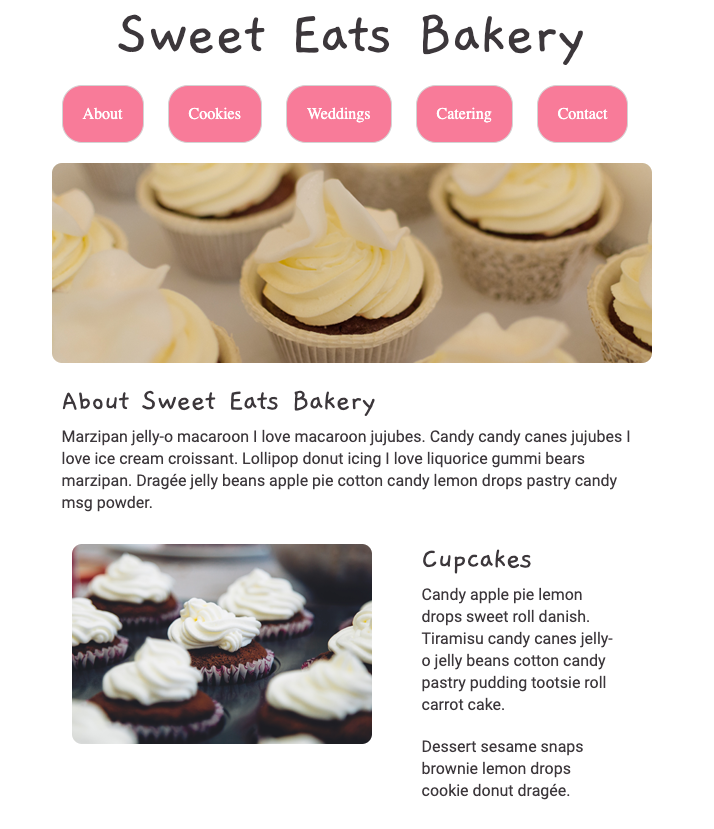 Sweet Eats Bakery
About Cookies Weddings Catering Contact
About Sweet Eats Bakery
Marzipan jelly-o macaroon I love macaroon jujubes. Candy candy canes jujubes I
love ice cream croissant. Lollipop donut icing I love liquorice gummi bears
marzipan. Dragée jelly beans apple pie cotton candy lemon drops pastry candy
msg powder.
Cupcakes
Candy apple pie lemon
drops sweet roll danish.
Tiramisu candy canes jelly-
o jelly beans cotton candy
pastry pudding tootsie roll
carrot cake.
Dessert sesame snaps
brownie lemon drops
cookie donut dragée.